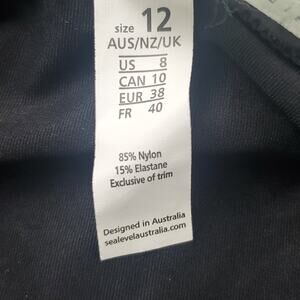 size 12
AUS/NZ/UK
US 8
CAN 10
EUR 38
FR 40
85% Nylon
15% Elastane
Exclusive of trim
Designed in Australia
sealevelaustralia.com